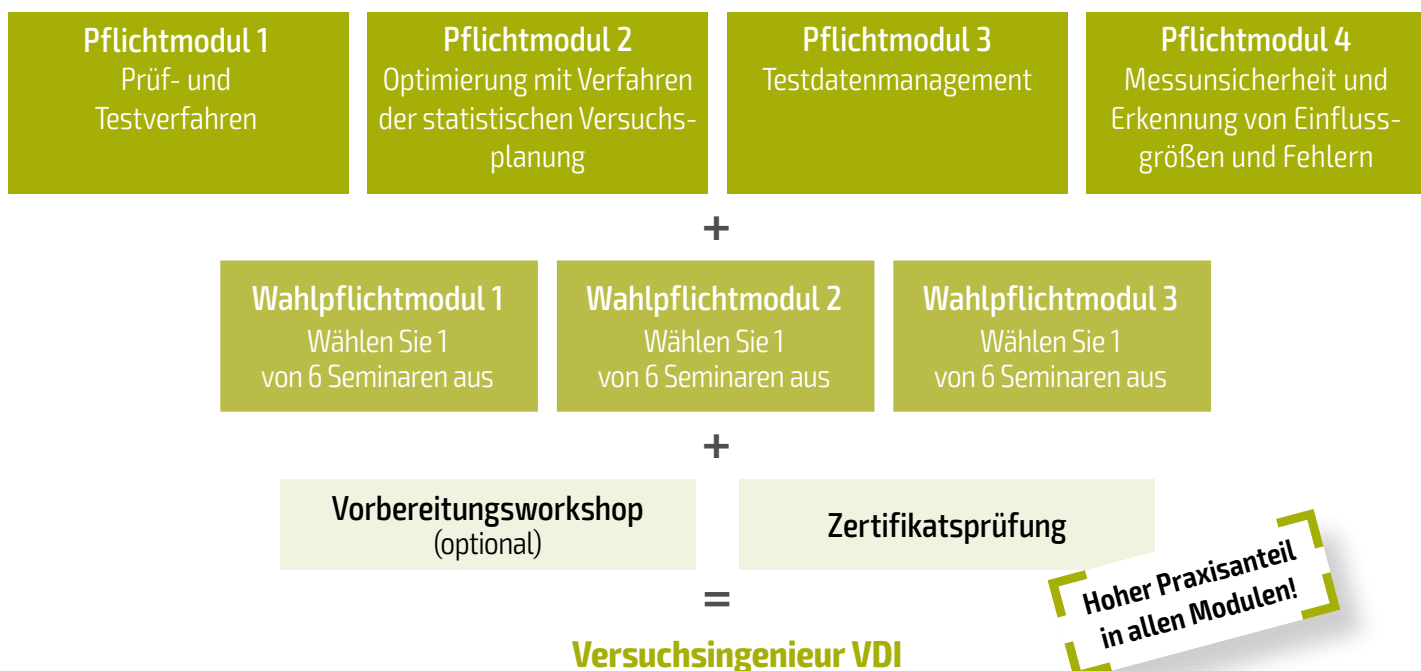 Pflichtmodul 1
Prüf- und
Testverfahren
Pflichtmodul 2
Optimierung mit Verfahren
der statistischen Versuchs-
planung
Pflichtmodul 3
Testdatenmanagement
Pflichtmodul 4
Messunsicherheit und
Erkennung von Einfluss-
größen und Fehlern
+
Wahlpflichtmodul 1
Wählen Sie 1
von 6 Seminaren aus
Wahlpflichtmodul 2
Wählen Sie 1
von 6 Seminaren aus
Wahlpflichtmodul 3
Wählen Sie 1
von 6 Seminaren aus
+
Vorbereitungsworkshop
(optional)
Zertifikatsprüfung
=
Versuchsingenieur VDI
Hoher Praxisanteil
in allen Modulen!